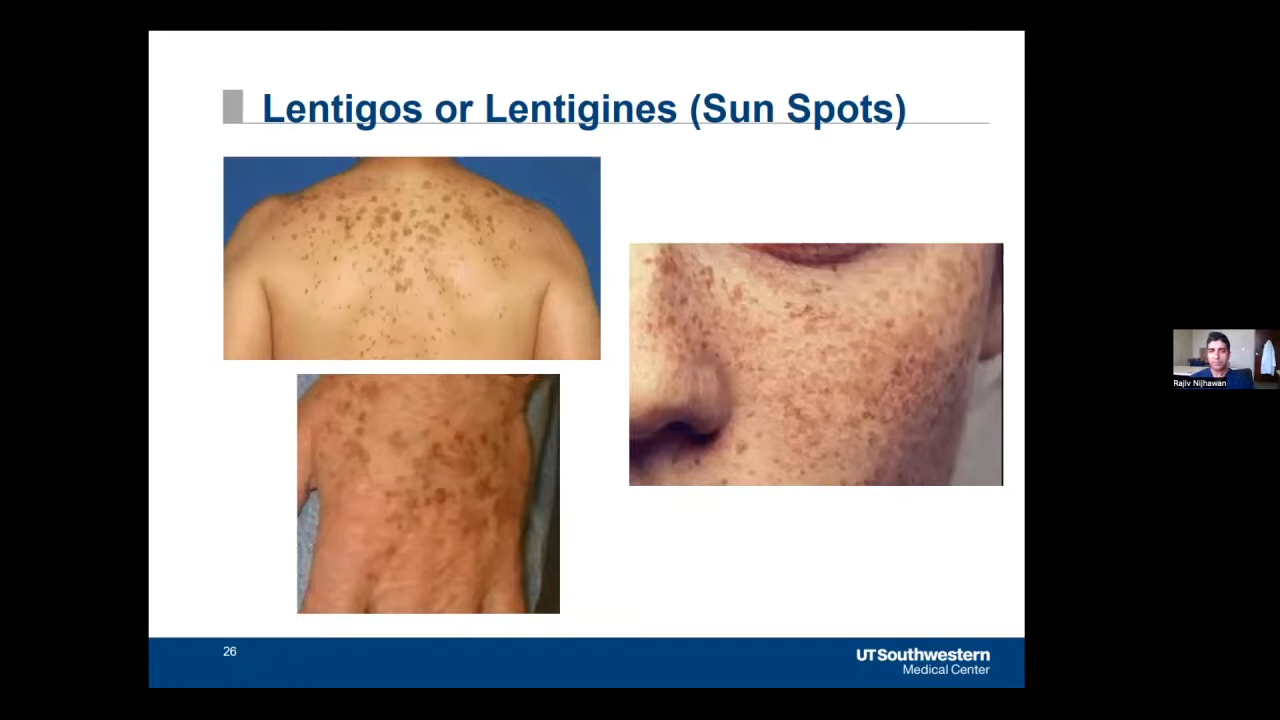 Lentigos or Lentigines (Sun Spots)
Rajiv Nijhawan
26
UTSouthwestern
Medical Center